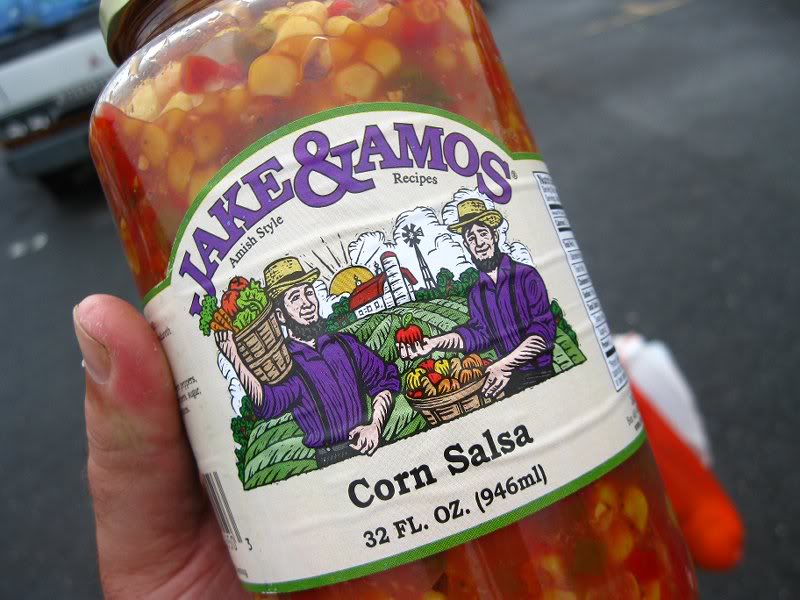 JAKE & AMOS®
Amish Style Recipes
Corn Salsa
32 FL. OZ. (946ml)